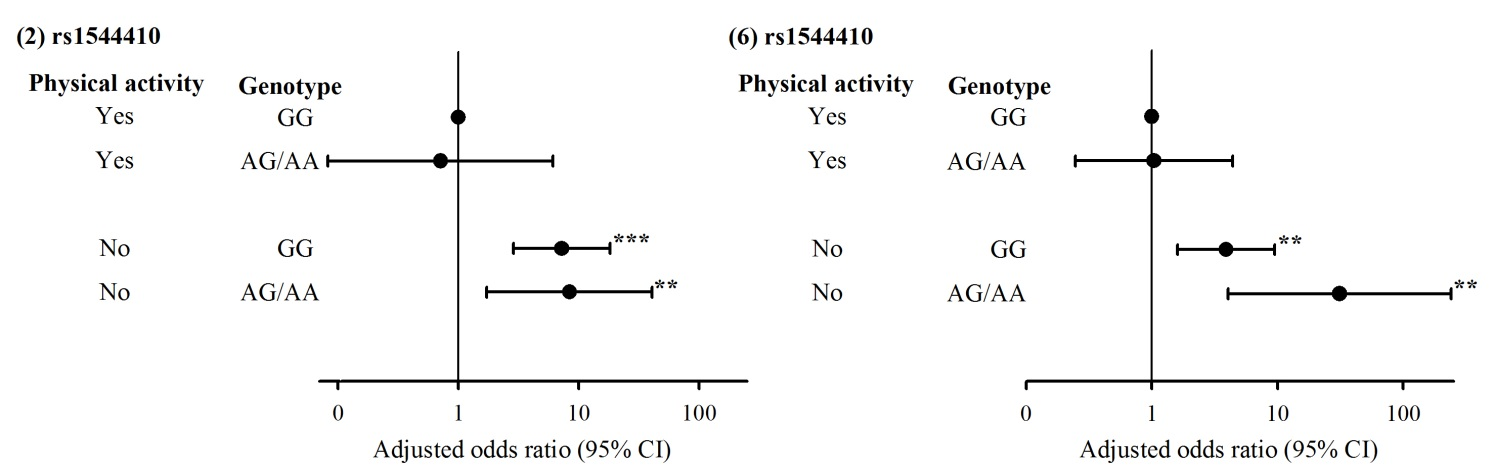 (2) rs1544410
Physical activity Genotype
Yes GG
Yes AG/AA
No GG ***
No AG/AA **
0 1 10 100
Adjusted odds ratio (95% CI)
(6) rs1544410
Physical activity Genotype
Yes GG
Yes AG/AA
No GG **
No AG/AA **
0 1 10 100
Adjusted odds ratio (95% CI)